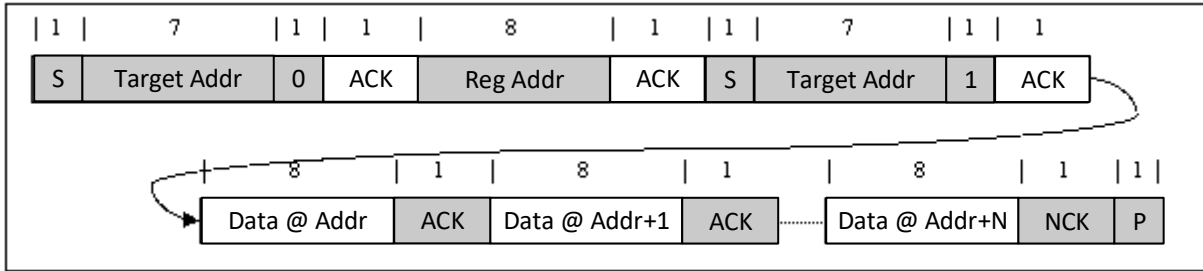 | 1 | 7 | 1 | 1 | 8 | 1 | 1 | 7 | 1 | 1
S Target Addr 0 ACK Reg Addr ACK S Target Addr 1 ACK
| 8 | 1 | 8 | 1 | 8 | 1 | 1 |
Data @ Addr ACK Data @ Addr+1 ACK Data @ Addr+N NCK P